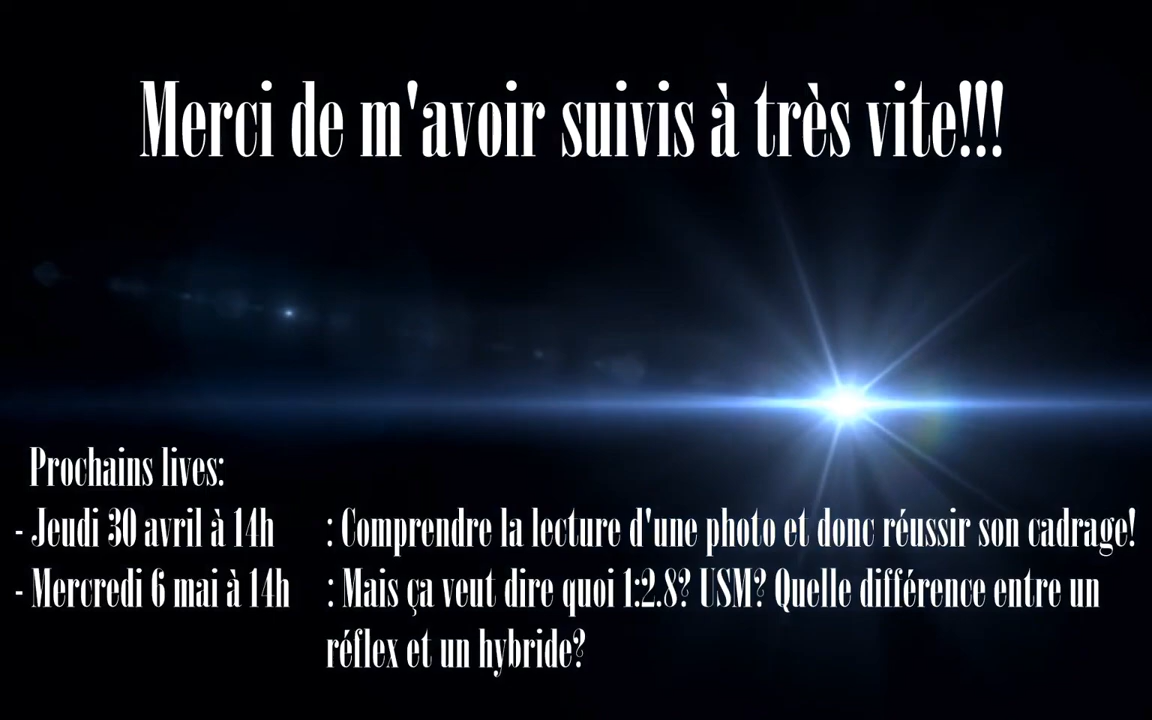 Merci de m'avoir suivis à très vite!!!
Prochains lives:
- Jeudi 30 avril à 14h : Comprendre la lecture d'une photo et donc réussir son cadrage!
- Mercredi 6 mai à 14h : Mais ça veut dire quoi 1:2.8? USM? Quelle différence entre un
réflex et un hybride?